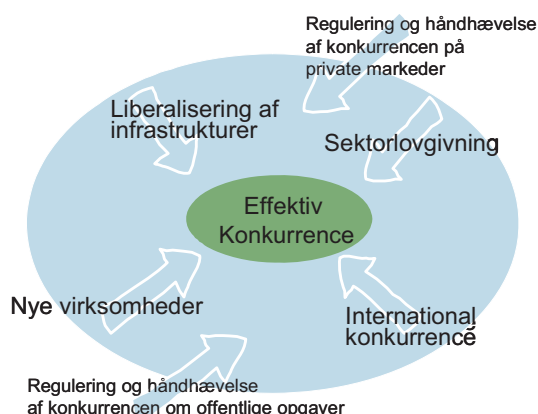 Regulering og håndhævelse
af konkurrencen på
private markeder
Liberalisering af
infrastrukturer
Sektorlovgivning
Effektiv
Konkurrence
Nye virksomheder
International
konkurrence
Regulering og håndhævelse
af konkurrencen om offentlige opgaver